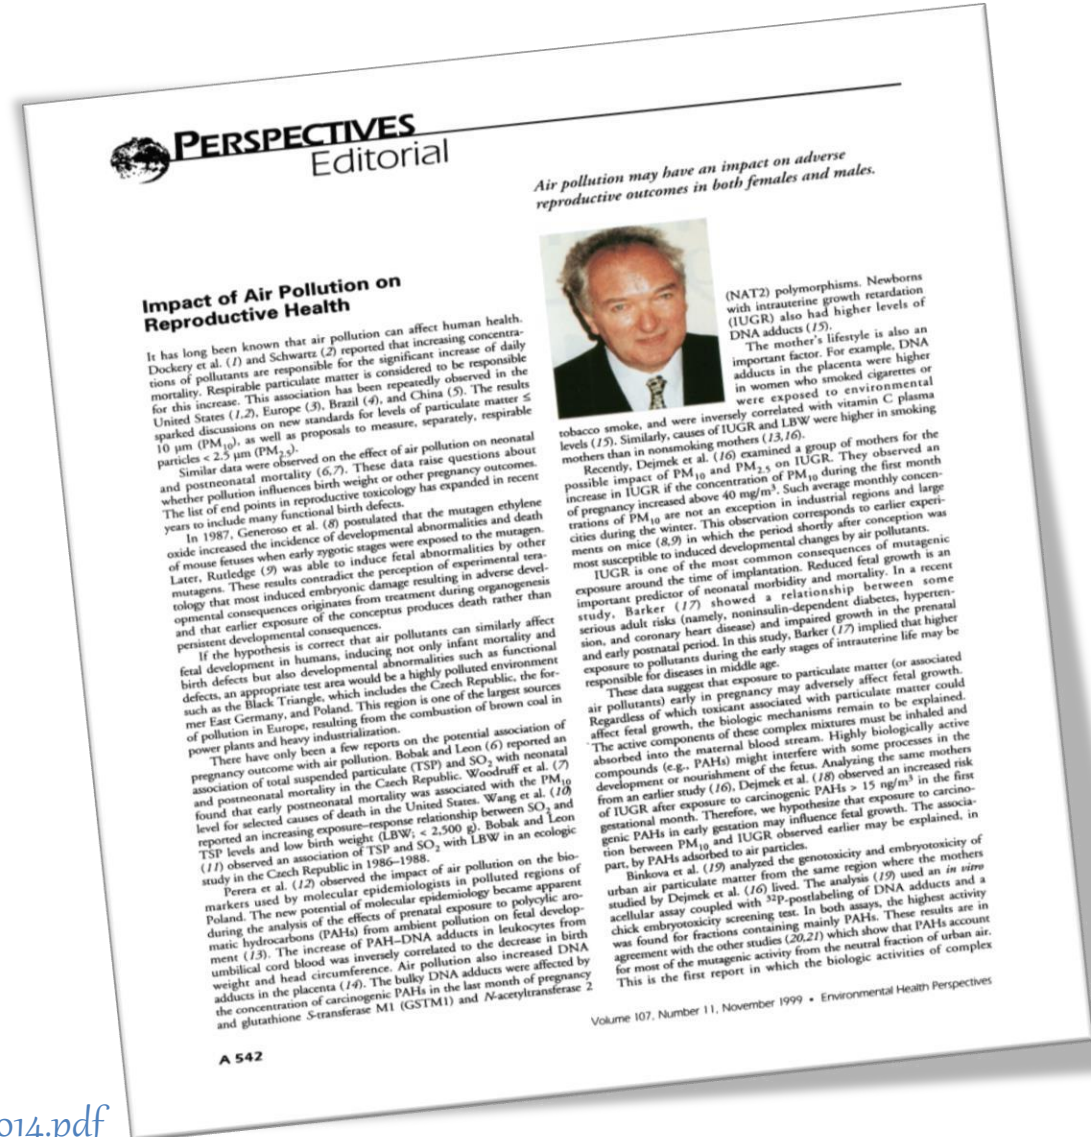 PERSPECTIVES
Editorial
Air pollution may have an impact on adverse
reproductive outcomes in both females and males.
Impact of Air Pollution on
Reproductive Health
It has long been known that air pollution can affect human health.
Dockery et al. (1) and Schwartz (2) reported that increasing concentra-
tions of pollutants are responsible for the significant increase of daily
mortality. Respirable particulate matter is considered to be responsible
for this increase. This association has been repeatedly observed in the
United States (1,2), Europe (3), Brazil (4), and China (5). The results
sparked discussions on new standards for levels of particulate matter ≤
10 μm (PM10), as well as proposals to measure, separately, respirable
particles < 2.5 μm (PM2.5).
Similar data were observed on the effect of air pollution on neonatal
and postneonatal mortality (6,7). These data raise questions about
whether pollution influences birth weight or other pregnancy outcomes.
The list of end points in reproductive toxicology has expanded in recent
years to include many functional birth defects.
In 1987, Generoso et al. (8) postulated that the mutagen ethylene
oxide increased the incidence of developmental abnormalities and death
of mouse fetuses when early zygotic stages were exposed to the mutagen.
Later, Rutledge (9) was able to induce fetal abnormalities by other
mutagens. These results contradict the perception of experimental tera-
tology that most induced embryonic damage resulting in adverse devel-
opmental consequences originates from treatment during organogenesis
and that earlier exposure of the conceptus produces death rather than
persistent developmental consequences.
If the hypothesis is correct that air pollutants can similarly affect
fetal development in humans, inducing not only infant mortality and
birth defects but also developmental abnormalities such as functional
defects, an appropriate test area would be a highly polluted environment
such as the Black Triangle, which includes the Czech Republic, the for-
mer East Germany, and Poland. This region is one of the largest sources
of pollution in Europe, resulting from the combustion of brown coal in
power plants and heavy industrialization.
There have only been a few reports on the potential association of
pregnancy outcome with air pollution. Bobak and Leon (6) reported an
association of total suspended particulate (TSP) and SO2 with neonatal
and postneonatal mortality in the Czech Republic. Woodruff et al. (7)
found that early postneonatal mortality was associated with the PM10
level for selected causes of death in the United States. Wang et al. (10)
reported an increasing exposure–response relationship between SO2 and
TSP levels and low birth weight (LBW; < 2,500 g). Bobak and Leon
(11) observed an association of TSP and SO2 with LBW in an ecologic
study in the Czech Republic in 1986–1988.
Perera et al. (12) observed the impact of air pollution on the bio-
markers used by molecular epidemiologists in polluted regions of
Poland. The new potential of molecular epidemiology became apparent
during the analysis of the effects of prenatal exposure to polycylic aro-
matic hydrocarbons (PAHs) from ambient pollution on fetal develop-
ment (13). The increase of PAH–DNA adducts in leukocytes from
umbilical cord blood was inversely correlated to the decrease in birth
weight and head circumference. Air pollution also increased DNA
adducts in the placenta (14). The bulky DNA adducts were affected by
the concentration of carcinogenic PAHs in the last month of pregnancy
and glutathione S-transferase M1 (GSTM1) and N-acetyltransferase 2
(NAT2) polymorphisms. Newborns
with intrauterine growth retardation
(IUGR) also had higher levels of
DNA adducts (15).
The mother's lifestyle is also an
important factor. For example, DNA
adducts in the placenta were higher
in women who smoked cigarettes or
were exposed to environmental
tobacco smoke, and were inversely correlated with vitamin C plasma
levels (15). Similarly, causes of IUGR and LBW were higher in smoking
mothers than in nonsmoking mothers (13,16).
Recently, Dejmek et al. (16) examined a group of mothers for the
possible impact of PM10 and PM2.5 on IUGR. They observed an
increase in IUGR if the concentration of PM10 during the first month
of pregnancy increased above 40 mg/m³. Such average monthly concen-
trations of PM10 are not an exception in industrial regions and large
cities during the winter. This observation corresponds to earlier experi-
ments on mice (8,9) in which the period shortly after conception was
most susceptible to induced developmental changes by air pollutants.
IUGR is one of the most common consequences of mutagenic
exposure around the time of implantation. Reduced fetal growth is an
important predictor of neonatal morbidity and mortality. In a recent
study, Barker (17) showed a relationship between some
serious adult risks (namely, noninsulin-dependent diabetes, hyperten-
sion, and coronary heart disease) and impaired growth in the prenatal
and early postnatal period. In this study, Barker (17) implied that higher
exposure to pollutants during the early stages of intrauterine life may be
responsible for diseases in middle age.
These data suggest that exposure to particulate matter (or associated
air pollutants) early in pregnancy may adversely affect fetal growth.
Regardless of which toxicant associated with particulate matter could
affect fetal growth, the biologic mechanisms remain to be explained.
The active components of these complex mixtures must be inhaled and
absorbed into the maternal blood stream. Highly biologically active
compounds (e.g., PAHs) might interfere with some processes in the
development or nourishment of the fetus. Analyzing the same mothers
from an earlier study (16), Dejmek et al. (18) observed an increased risk
of IUGR after exposure to carcinogenic PAHs > 15 ng/m³ in the first
gestational month. Therefore, we hypothesize that exposure to carcino-
genic PAHs in early gestation may influence fetal growth. The associa-
tion between PM10 and IUGR observed earlier may be explained, in
part, by PAHs adsorbed to air particles.
Binkova et al. (19) analyzed the genotoxicity and embryotoxicity of
urban air particulate matter from the same region where the mothers
studied by Dejmek et al. (16) lived. The analysis (19) used an in vitro
acellular assay coupled with ³²P-postlabeling of DNA adducts and a
chick embryotoxicity screening test. In both assays, the highest activity
was found for fractions containing mainly PAHs. These results are in
agreement with the other studies (20,21) which show that PAHs account
for most of the mutagenic activity from the neutral fraction of urban air.
This is the first report in which the biologic activities of complex
Volume 107, Number 11, November 1999 • Environmental Health Perspectives
A 542
014.pdf